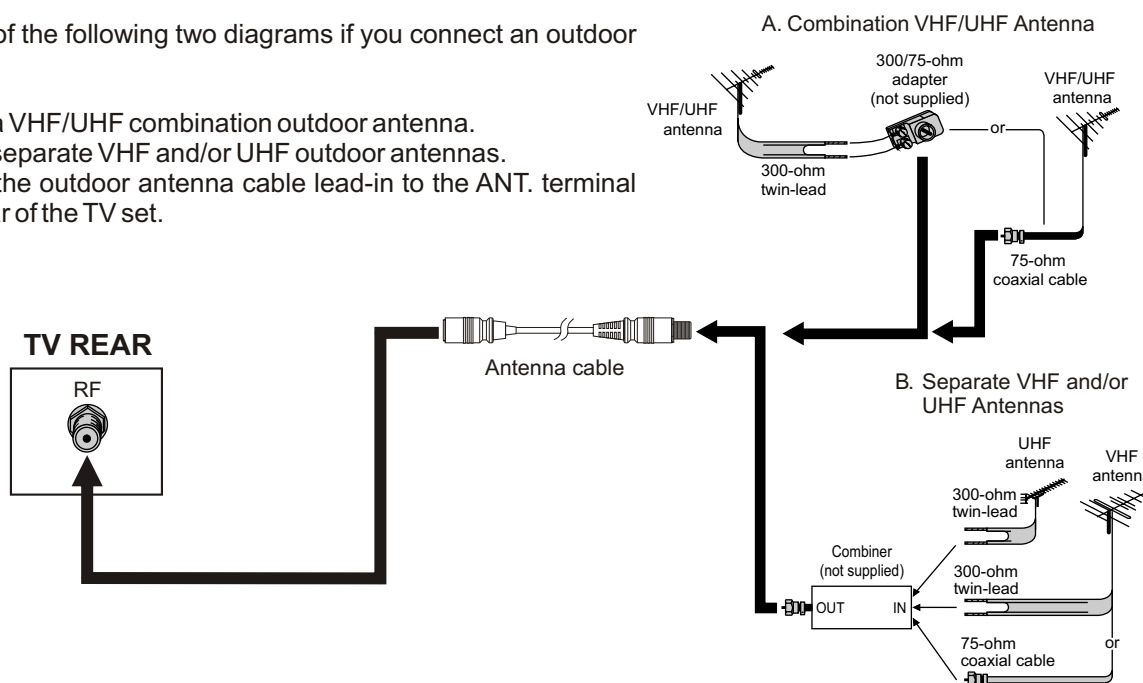 of the following two diagrams if you connect an outdoor
a VHF/UHF combination outdoor antenna.
separate VHF and/or UHF outdoor antennas.
the outdoor antenna cable lead-in to the ANT. terminal
of the TV set.
A. Combination VHF/UHF Antenna
VHF/UHF
antenna
300/75-ohm
adapter
(not supplied)
VHF/UHF
antenna
or
300-ohm
twin-lead
75-ohm
coaxial cable
TV REAR
RF
Antenna cable
B. Separate VHF and/or
UHF Antennas
UHF
antenna
VHF
antenn
300-ohm
twin-lead
Combiner
(not supplied)
OUT IN
300-ohm
twin-lead
75-ohm
coaxial cable
or